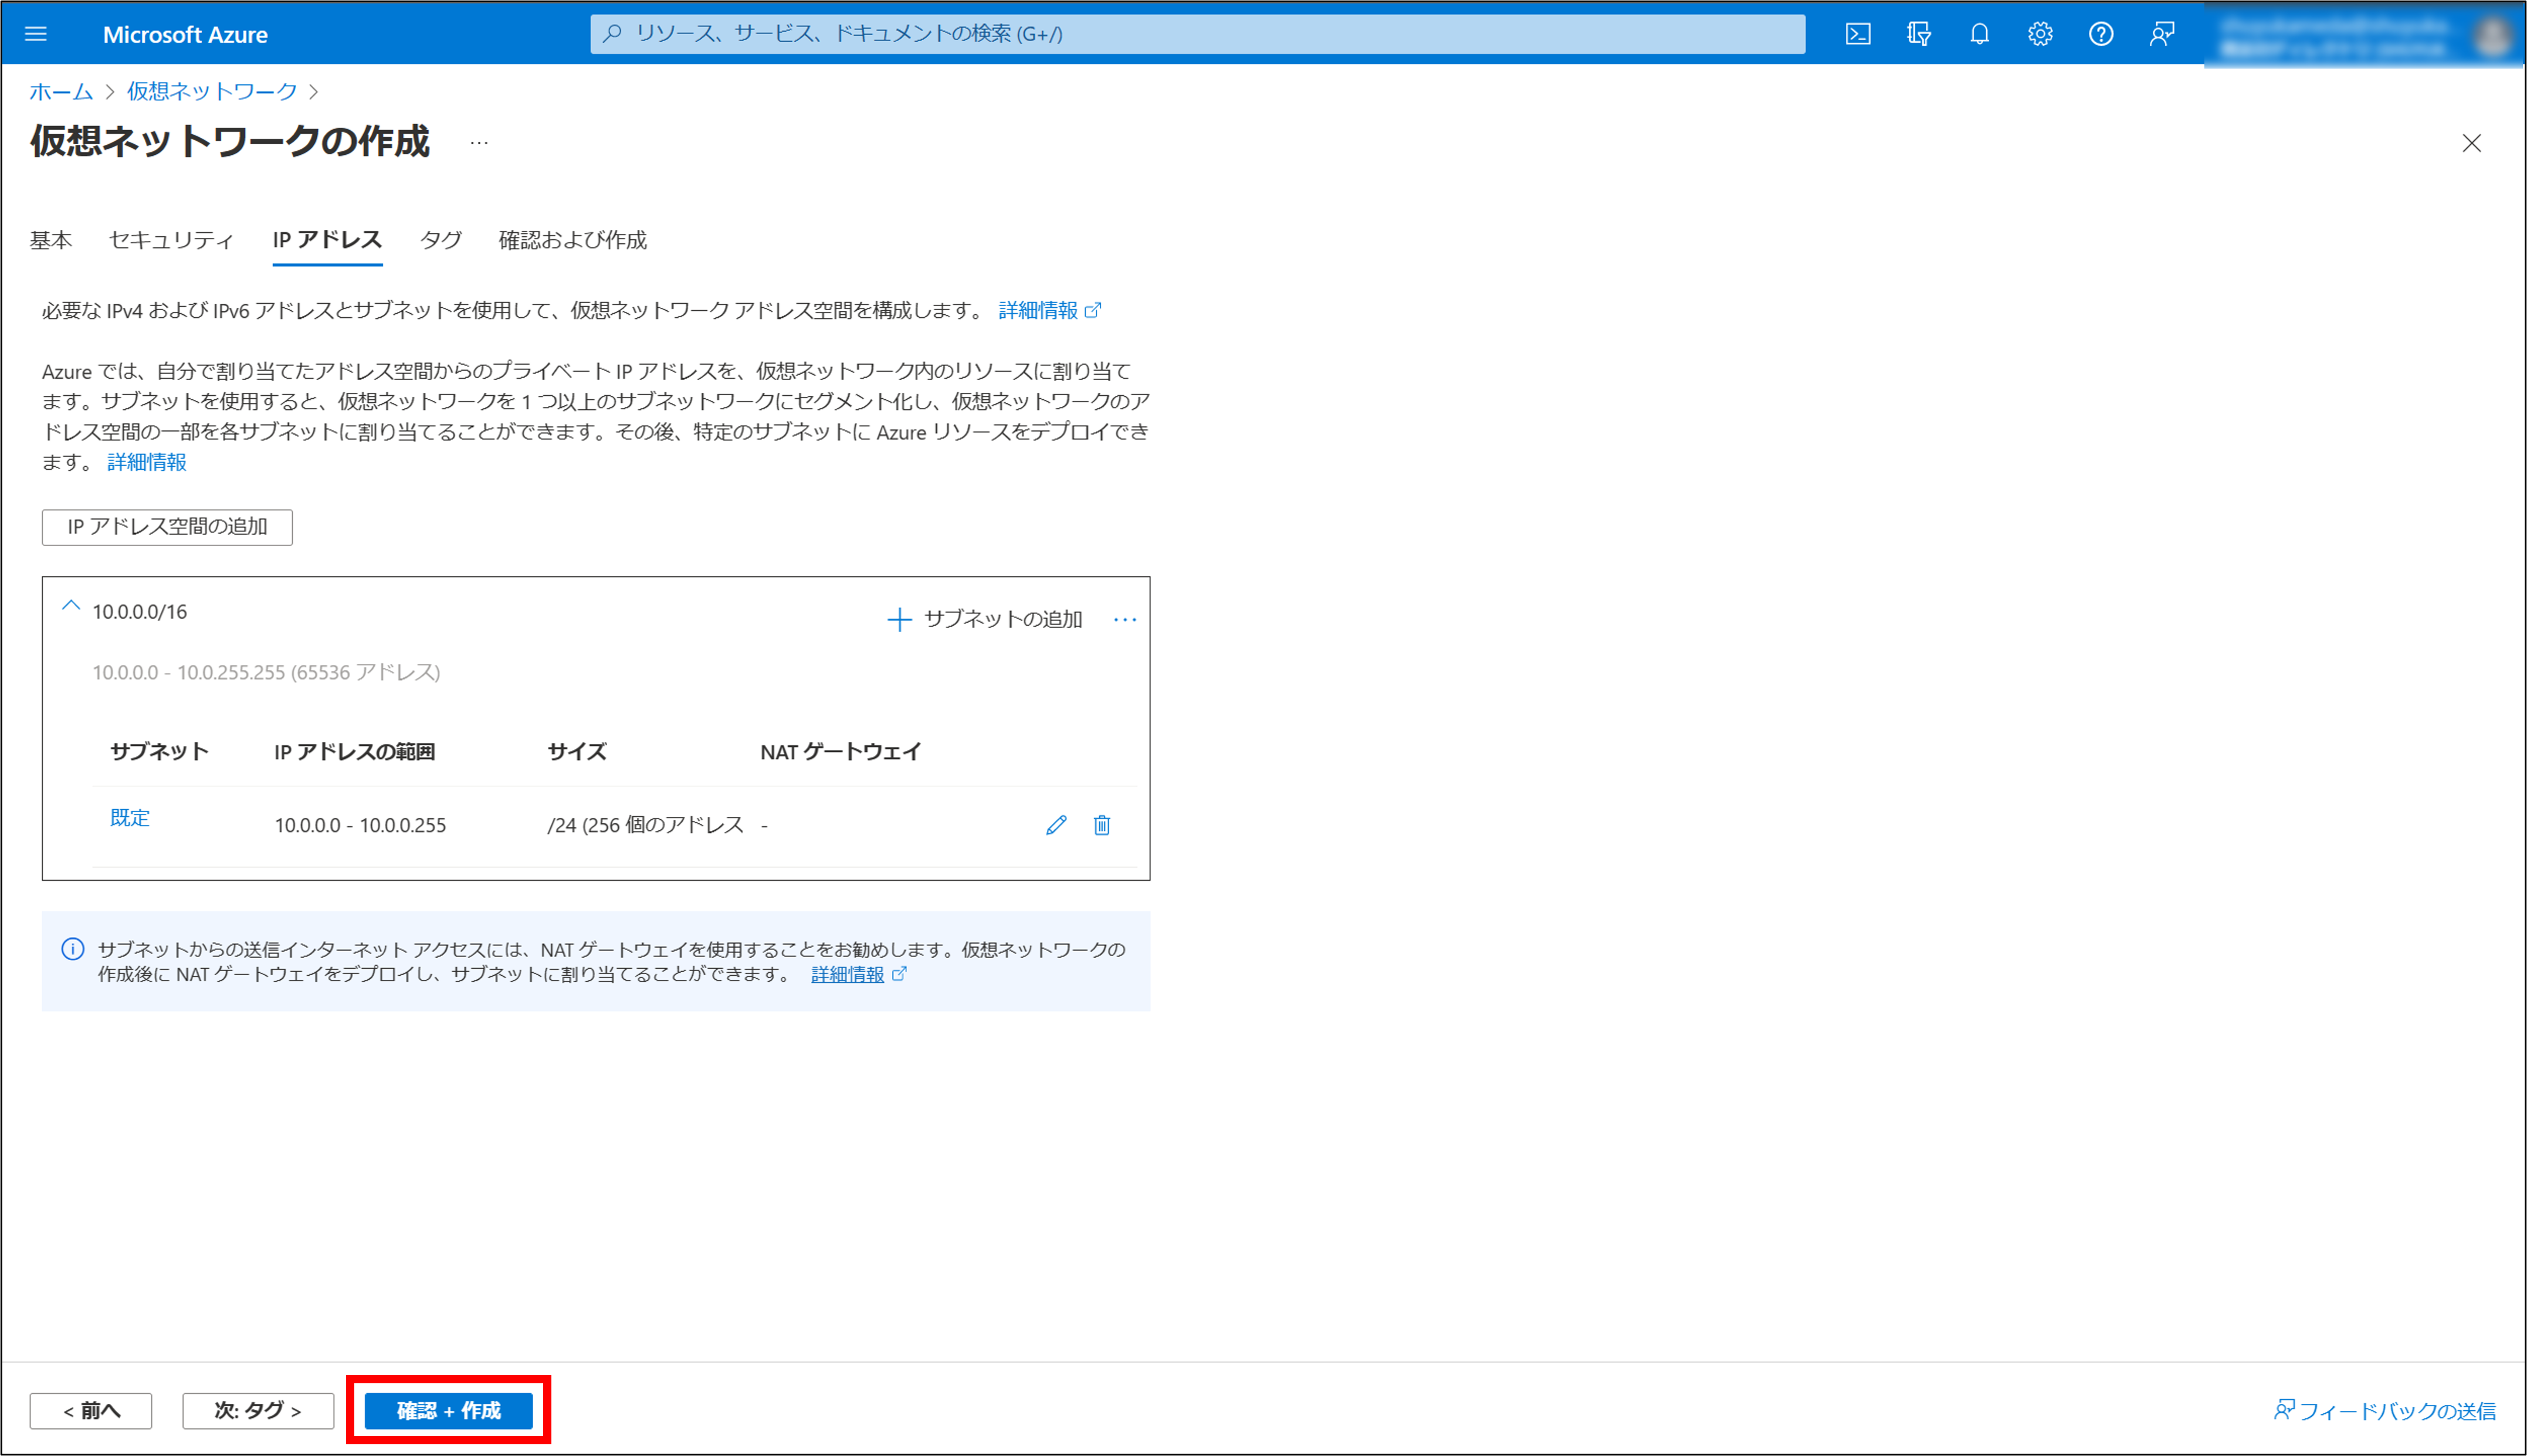 Microsoft Azure
リソース、サービス、ドキュメントの検索 (G+/)
ホーム > 仮想ネットワーク >
仮想ネットワークの作成 …
基本 セキュリティ IP アドレス タグ 確認および作成
必要な IPv4 および IPv6 アドレスとサブネットを使用して、仮想ネットワーク アドレス空間を構成します。 詳細情報
Azure では、自分で割り当てたアドレス空間からのプライベート IP アドレスを、仮想ネットワーク内のリソースに割り当て
ます。サブネットを使用すると、仮想ネットワークを 1 つ以上のサブネットワークにセグメント化し、仮想ネットワークのア
ドレス空間の一部を各サブネットに割り当てることができます。その後、特定のサブネットに Azure リソースをデプロイでき
ます。 詳細情報
IP アドレス空間の追加
10.0.0.0/16
サブネットの追加 …
10.0.0.0 - 10.0.255.255 (65536 アドレス)
サブネット IP アドレスの範囲 サイズ NAT ゲートウェイ
既定 10.0.0.0 - 10.0.0.255 /24 (256 個のアドレス -
サブネットからの送信インターネット アクセスには、NAT ゲートウェイを使用することをお勧めします。仮想ネットワークの
作成後に NAT ゲートウェイをデプロイし、サブネットに割り当てることができます。 詳細情報
< 前へ 次: タグ > 確認 + 作成
フィードバックの送信